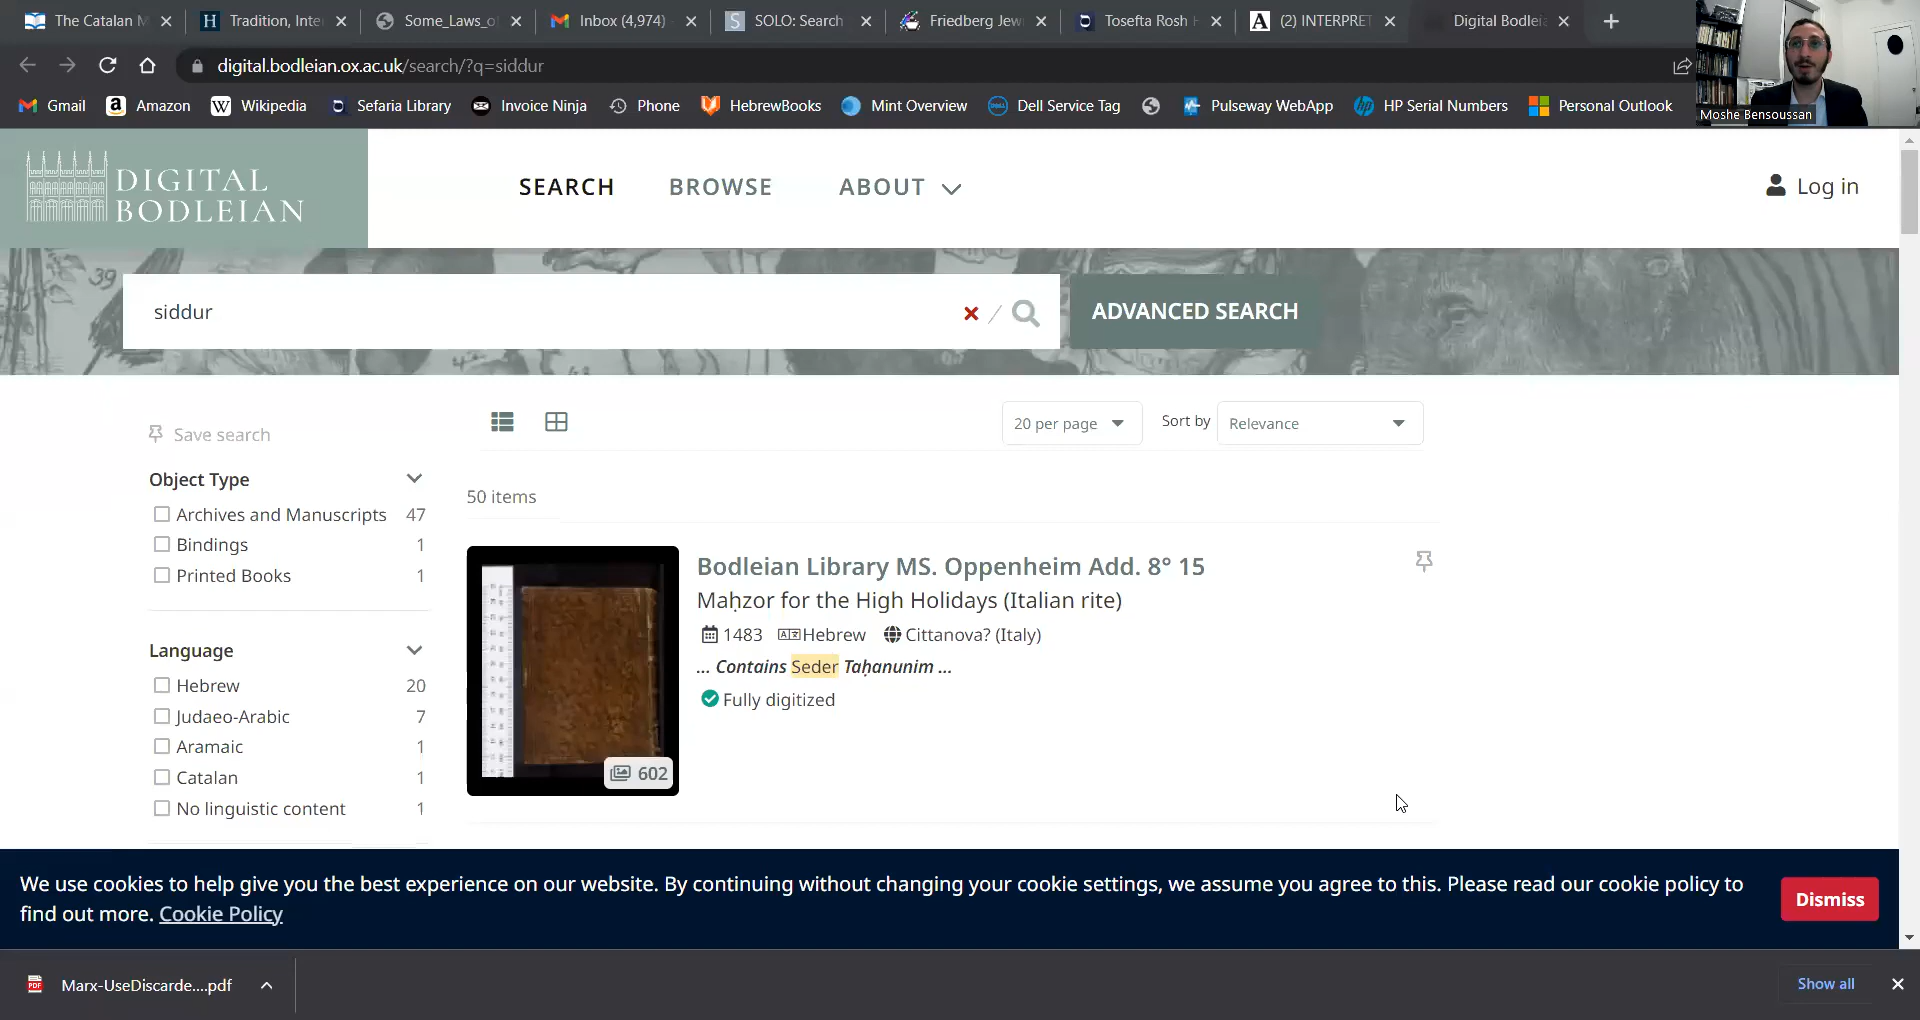 The Catalan M
Tradition, Inte
Some_Laws_o
Inbox (4,974)
SOLO: Search
Friedberg Jew
Tosefta Rosh H
(2) INTERPRET
Digital Bodleia
digital.bodleian.ox.ac.uk/search/?q=siddur
Gmail
Amazon
Wikipedia
Sefaria Library
Invoice Ninja
Phone
HebrewBooks
Mint Overview
Dell Service Tag
Pulseway WebApp
HP Serial Numbers
Personal Outlook
Moshe Bensoussan
DIGITAL
BODLEIAN
SEARCH
BROWSE
ABOUT
Log in
39
siddur
/
ADVANCED SEARCH
Save search
20 per page
Sort by
Relevance
Object Type
Archives and Manuscripts 47
Bindings 1
Printed Books 1
Language
Hebrew 20
Judaeo-Arabic 7
Aramaic 1
Catalan 1
No linguistic content 1
50 items
Bodleian Library MS. Oppenheim Add. 8° 15
Maḥzor for the High Holidays (Italian rite)
1483 Hebrew Cittanova? (Italy)
... Contains Seder Taḥanunim ...
Fully digitized
602
We use cookies to help give you the best experience on our website. By continuing without changing your cookie settings, we assume you agree to this. Please read our cookie policy to
find out more. Cookie Policy
Dismiss
Marx-UseDiscarde....pdf
Show all